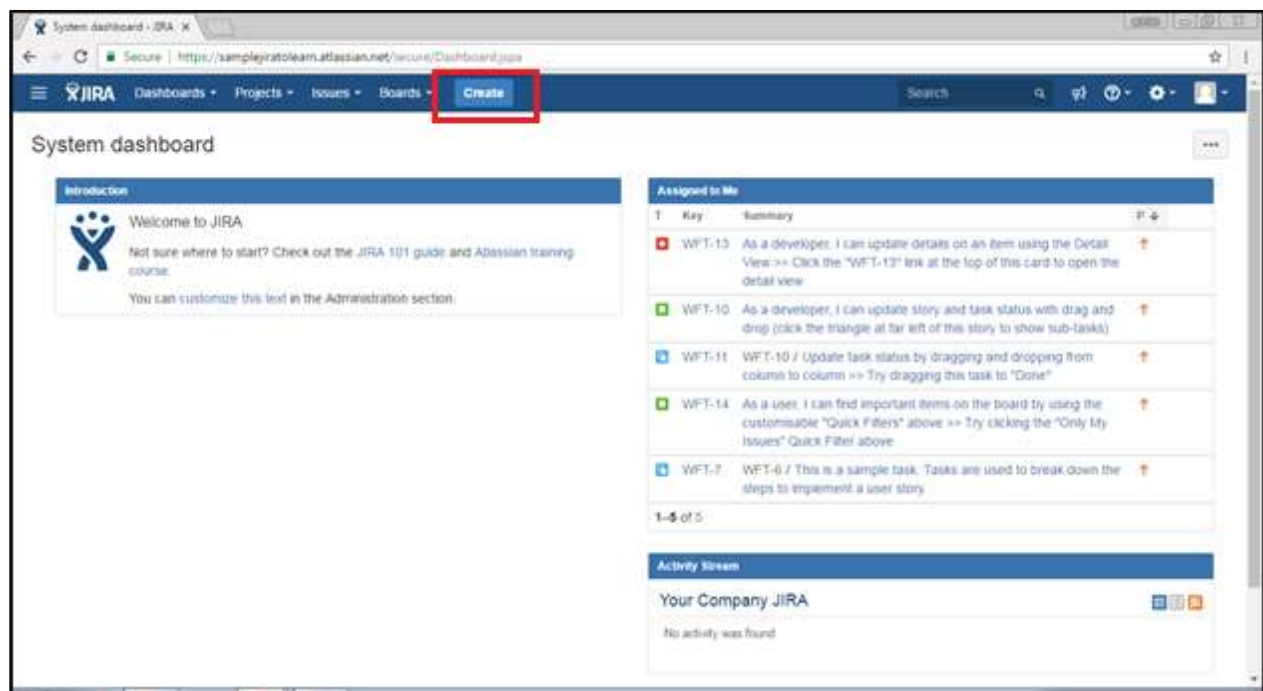 System dashboard - JIRA
Secure | https://samplejiratolearn.atlassian.net/secure/Dashboard.jspa
JIRA Dashboards Projects Issues Boards Create Search
System dashboard
Introduction
Welcome to JIRA
Not sure where to start? Check out the JIRA 101 guide and Atlassian training
course.
You can customize this text in the Administration section.
Assigned to Me
T Key Summary P
WFT-13 As a developer, I can update details on an item using the Detail
View >> Click the "WFT-13" link at the top of this card to open the
detail view
WFT-10 As a developer, I can update story and task status with drag and
drop (click the triangle at far left of this story to show sub-tasks)
WFT-11 WFT-10 / Update task status by dragging and dropping from
column to column >> Try dragging this task to "Done"
WFT-14 As a user, I can find important items on the board by using the
customisable "Quick Filters" above >> Try clicking the "Only My
Issues" Quick Filter above
WFT-7 WFT-6 / This is a sample task. Tasks are used to break down the
steps to implement a user story
1–5 of 5
Activity Stream
Your Company JIRA
No activity was found